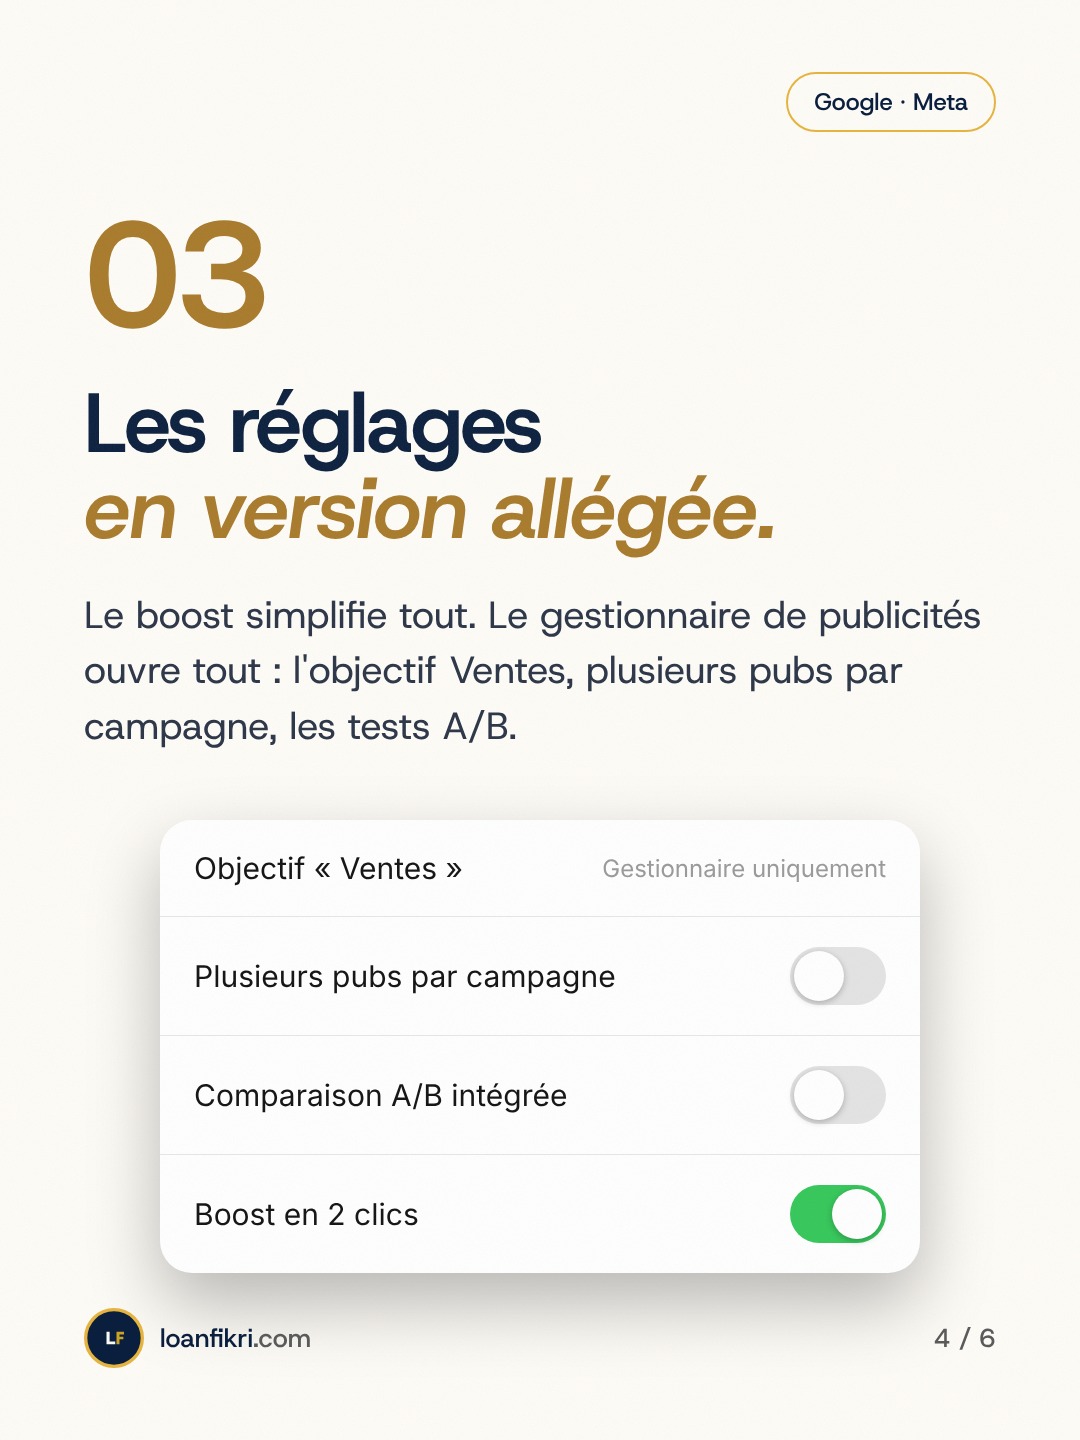 Google · Meta
03
Les réglages
en version allégée.
Le boost simplifie tout. Le gestionnaire de publicités
ouvre tout : l'objectif Ventes, plusieurs pubs par
campagne, les tests A/B.
Objectif « Ventes » Gestionnaire uniquement
Plusieurs pubs par campagne
Comparaison A/B intégrée
Boost en 2 clics
LF loanfikri.com 4 / 6